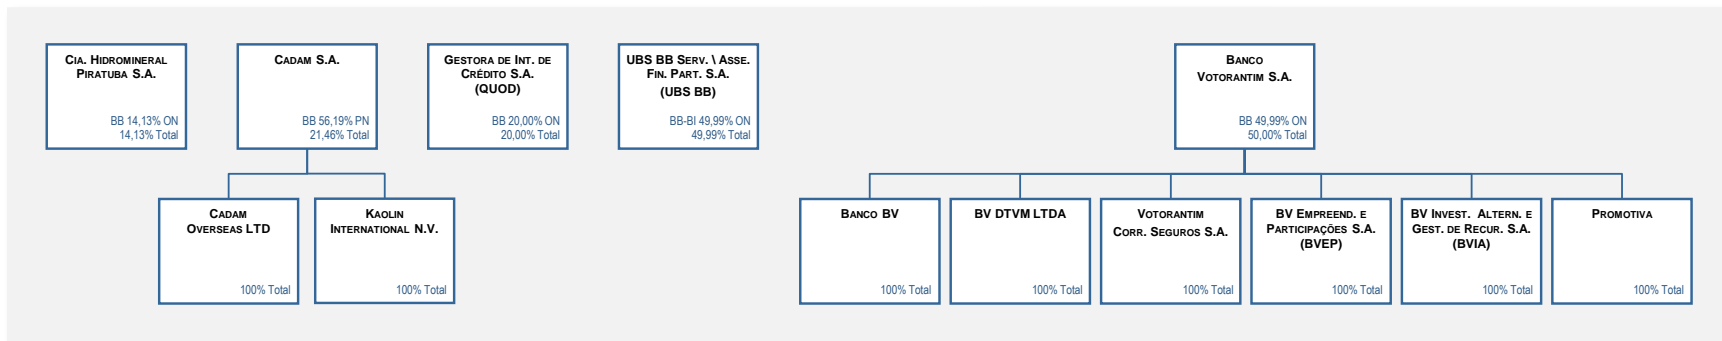 CIA. HIDROMINERAL
PIRATUBA S.A.
BB 14,13% ON
14,13% Total
CADAM S.A.
BB 56,19% PN
21,46% Total
GESTORA DE INT. DE
CRÉDITO S.A.
(QUOD)
BB 20,00% ON
20,00% Total
UBS BB SERV. \ ASSE.
FIN. PART. S.A.
(UBS BB)
BB-BI 49,99% ON
49,99% Total
BANCO
VOTORANTIM S.A.
BB 49,99% ON
50,00% Total
CADAM
OVERSEAS LTD
100% Total
KAOLIN
INTERNATIONAL N.V.
100% Total
BANCO BV
100% Total
BV DTVM LTDA
100% Total
VOTORANTIM
CORR. SEGUROS S.A.
100% Total
BV EMPREEND. E
PARTICIPAÇÕES S.A.
(BVEP)
100% Total
BV INVEST. ALTERN. E
GEST. DE RECUR. S.A.
(BVIA)
100% Total
PROMOTIVA
100% Total